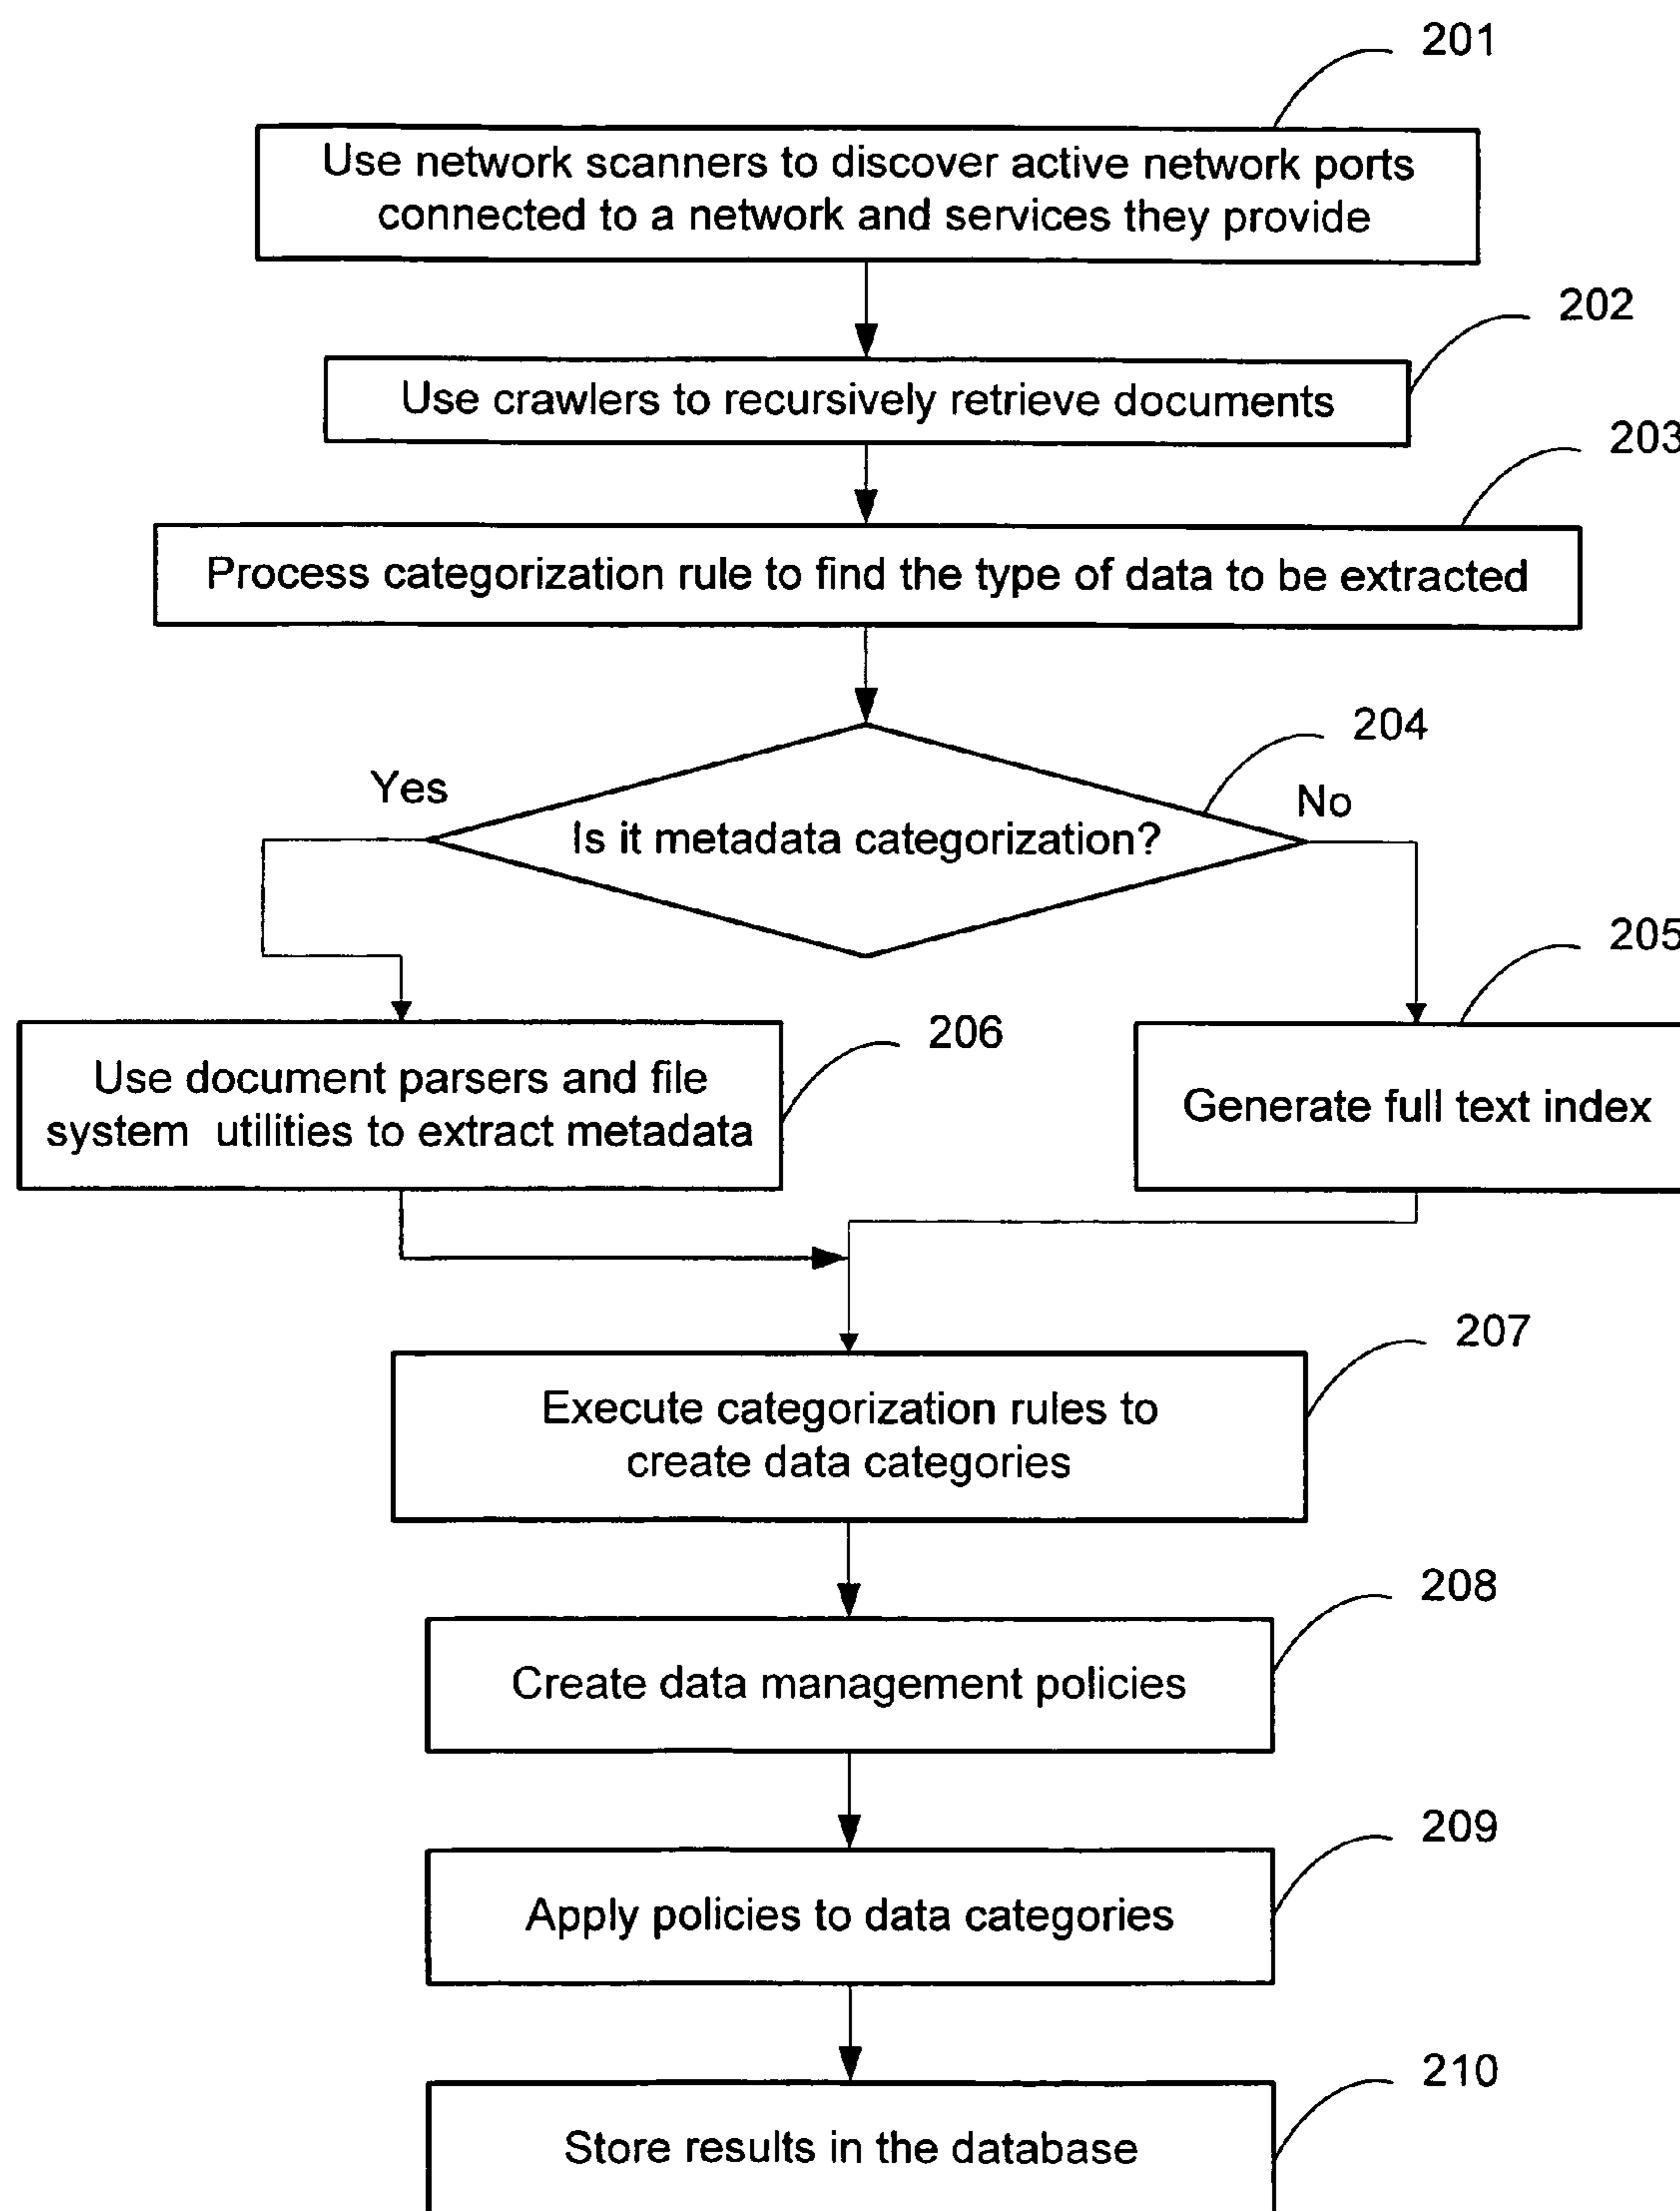 201
Use network scanners to discover active network ports
connected to a network and services they provide
202
Use crawlers to recursively retrieve documents
203
Process categorization rule to find the type of data to be extracted
204
Yes
No
Is it metadata categorization?
205
206
Use document parsers and file
system utilities to extract metadata
Generate full text index
207
Execute categorization rules to
create data categories
208
Create data management policies
209
Apply policies to data categories
210
Store results in the database